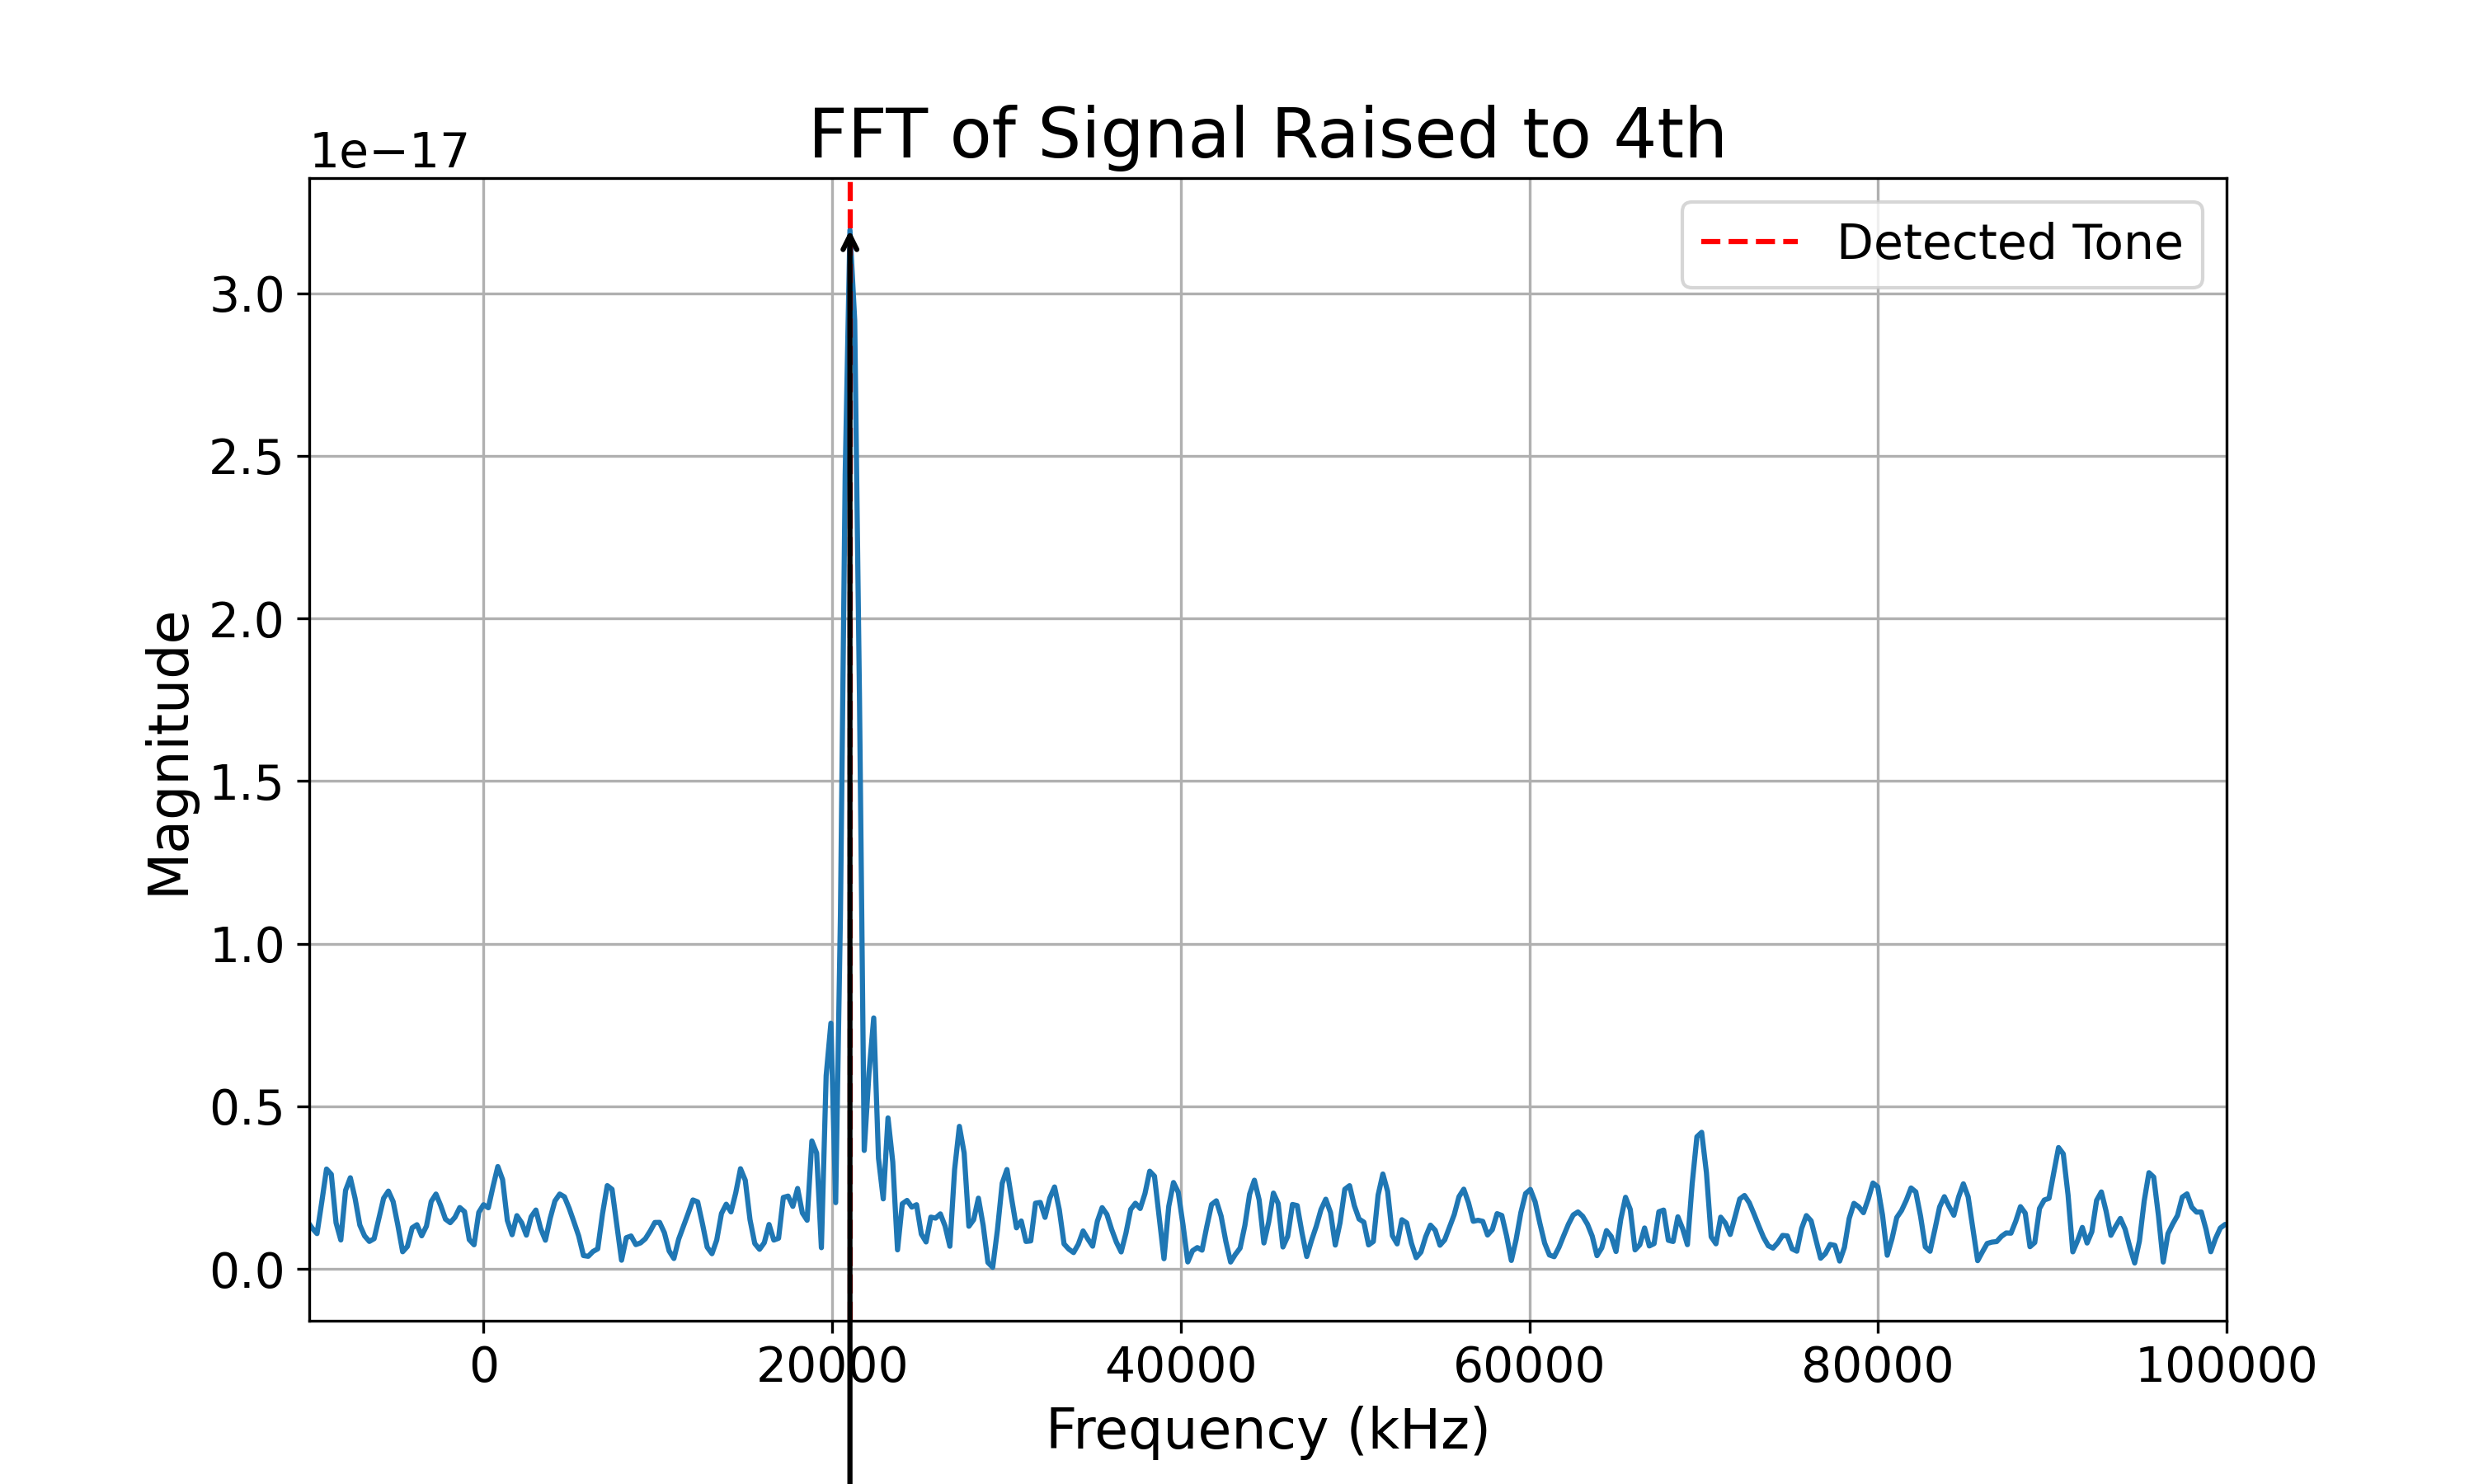 FFT of Signal Raised to 4th
1e−17
Detected Tone
3.0
2.5
2.0
1.5
1.0
0.5
0.0
Magnitude
0 20000 40000 60000 80000 100000
Frequency (kHz)